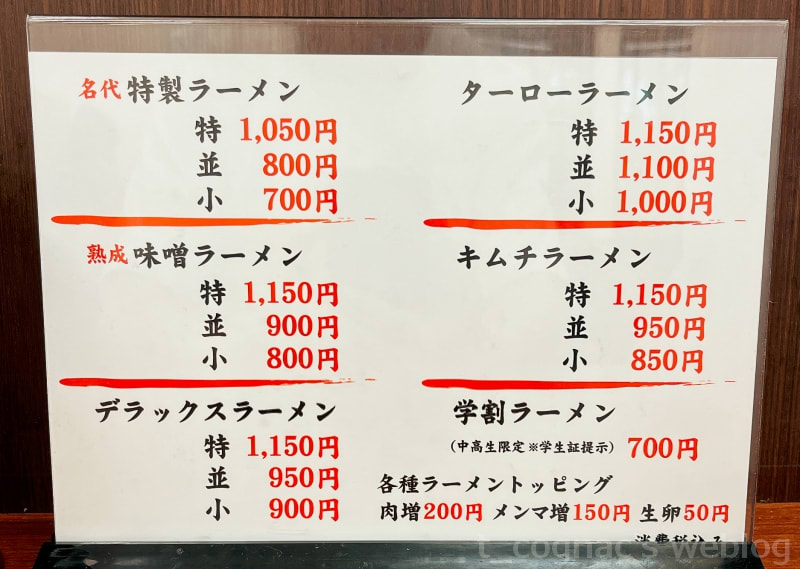 名代 特製ラーメン
特 1,050円
並 800円
小 700円
熟成 味噌ラーメン
特 1,150円
並 900円
小 800円
デラックスラーメン
特 1,150円
並 950円
小 900円
ターローラーメン
特 1,150円
並 1,100円
小 1,000円
キムチラーメン
特 1,150円
並 950円
小 850円
学割ラーメン
(中高生限定 ※学生証提示) 700円
各種ラーメントッピング
肉増200円 メンマ増150円 生卵50円
消費税込み
t_cognac's weblog